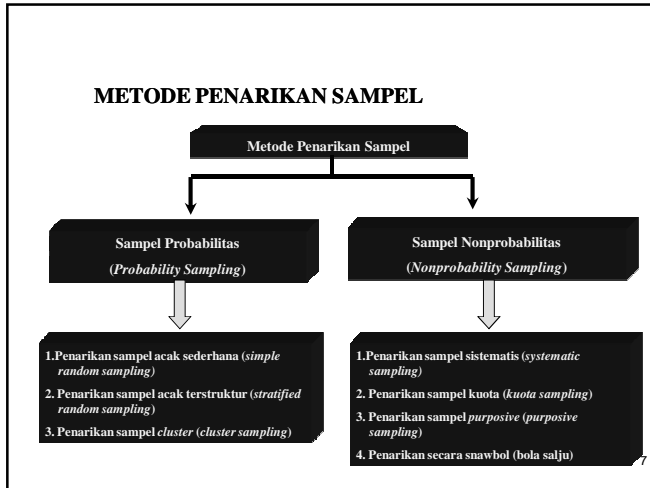 METODE PENARIKAN SAMPEL
Metode Penarikan Sampel
Sampel Probabilitas
(Probability Sampling)
Sampel Nonprobabilitas
(Nonprobability Sampling)
1.Penarikan sampel acak sederhana (simple
random sampling)
2. Penarikan sampel acak terstruktur (stratified
random sampling)
3. Penarikan sampel cluster (cluster sampling)
1.Penarikan sampel sistematis (systematic
sampling)
2. Penarikan sampel kuota (kuota sampling)
3. Penarikan sampel purposive (purposive
sampling)
4. Penarikan secara snawbol (bola salju)
7